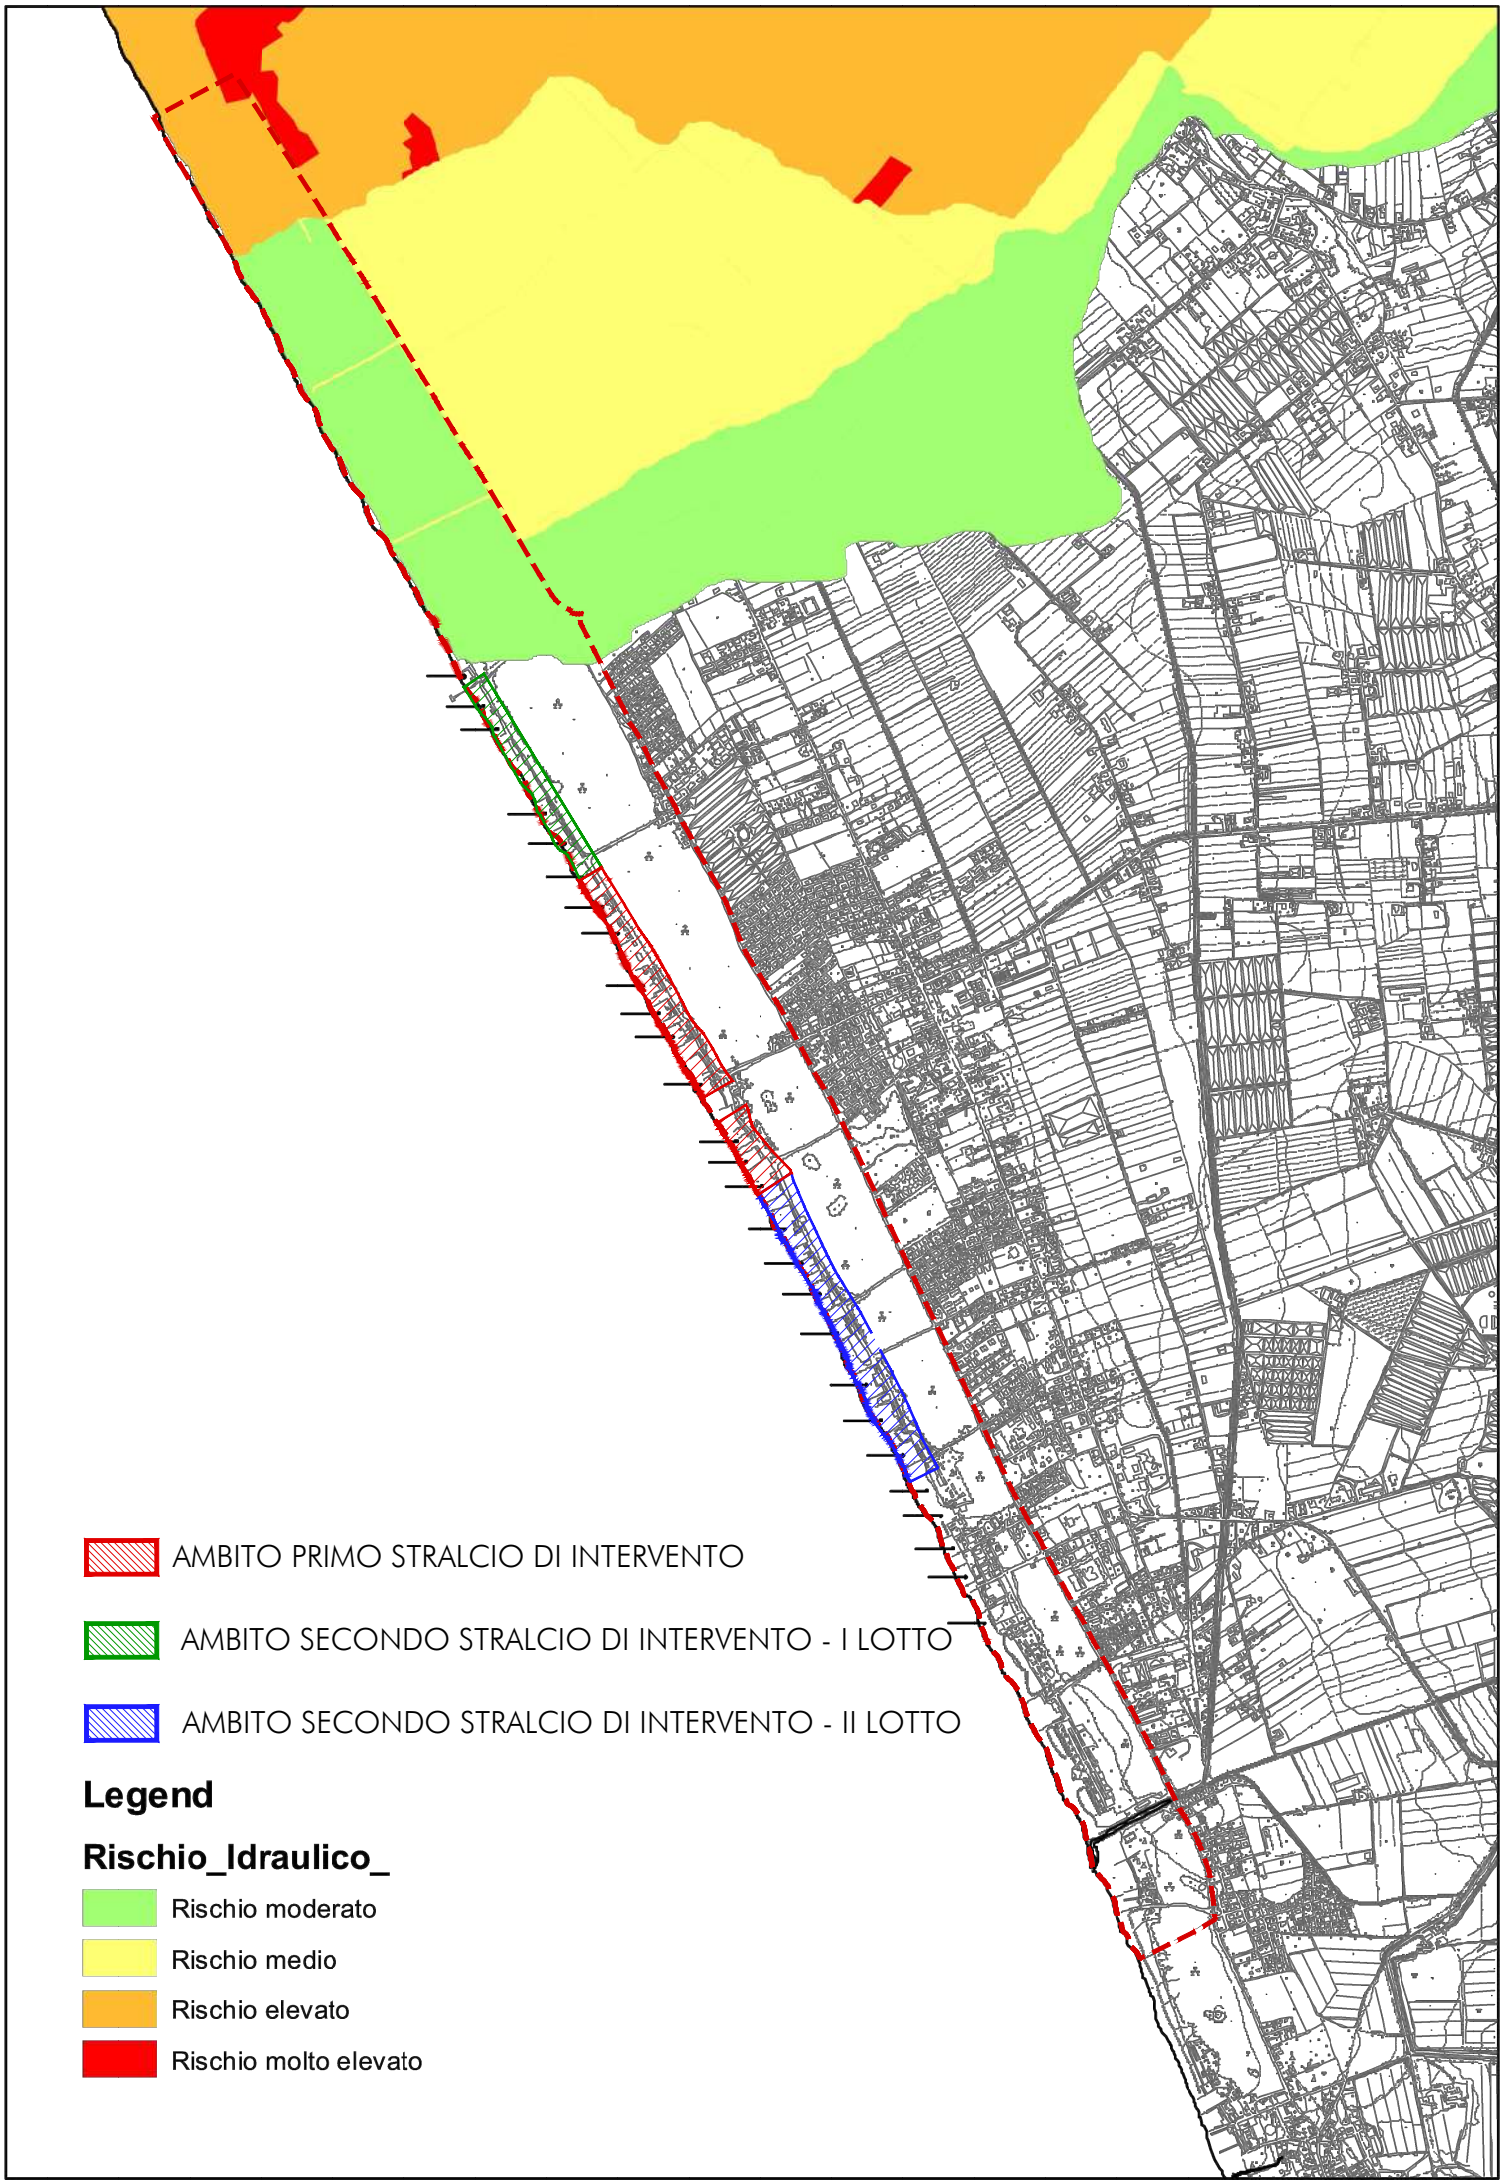 AMBITO PRIMO STRALCIO DI INTERVENTO
AMBITO SECONDO STRALCIO DI INTERVENTO - I LOTTO
AMBITO SECONDO STRALCIO DI INTERVENTO - II LOTTO
Legend
Rischio_Idraulico_
Rischio moderato
Rischio medio
Rischio elevato
Rischio molto elevato